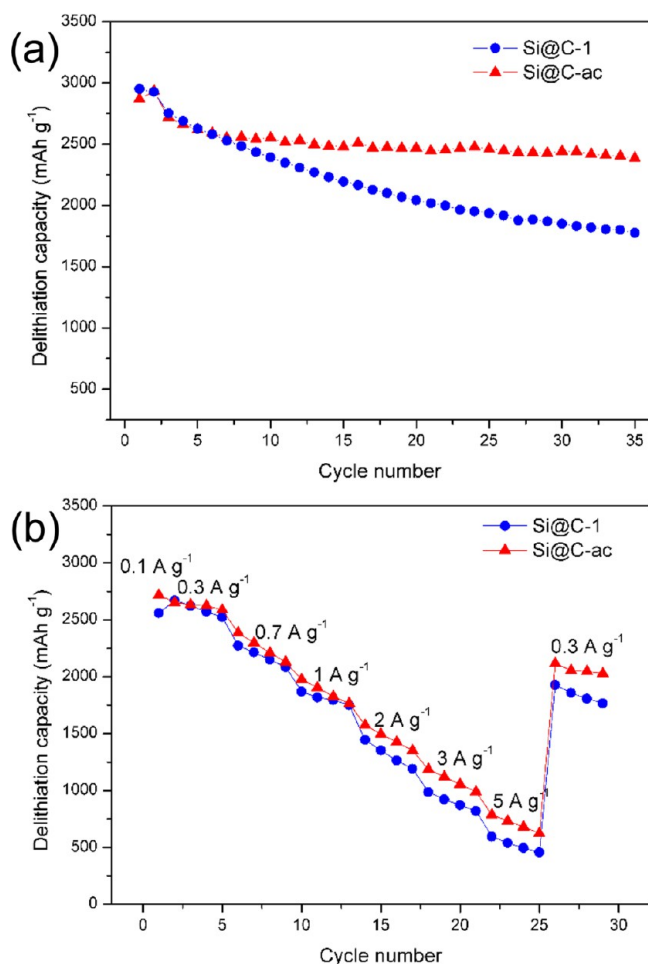 (a)
3500
3000
2500
2000
1500
1000
500
Delithiation capacity (mAh g⁻¹)
Si@C-1
Si@C-ac
0 5 10 15 20 25 30 35
Cycle number
(b)
3500
3000
2500
2000
1500
1000
500
0
Delithiation capacity (mAh g⁻¹)
Si@C-1
Si@C-ac
0.1 A g⁻¹
0.3 A g⁻¹
0.7 A g⁻¹
1 A g⁻¹
2 A g⁻¹
3 A g⁻¹
5 A g⁻¹
0.3 A g⁻¹
0 5 10 15 20 25 30
Cycle number